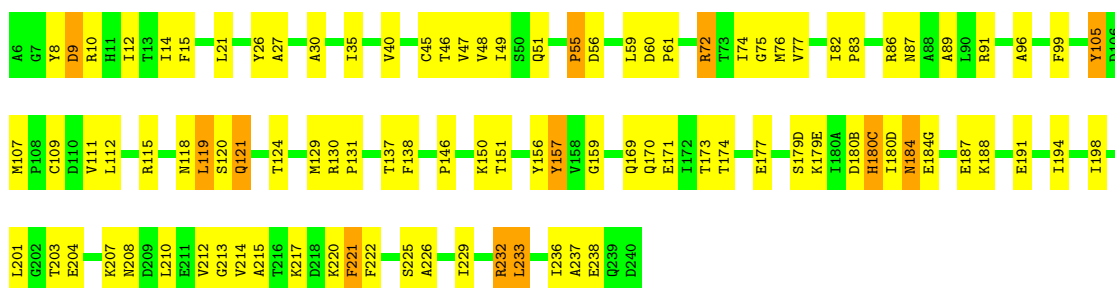 A6 G7 Y8 D9 R10 H11 I12 T13 I14 F15 L21 Y26 A27 A30 I35 V40 C45 T46 V47 V48 I49 S50 Q51 P55 D56 L59 D60 P61 R72 T73 I74 G75 M76 V77 I82 P83 R86 N87 A88 A89 L90 R91 A96 F99 Y105 D106
M107 P108 C109 D110 V111 L112 R115 N118 L119 S120 Q121 T124 M129 R130 P131 T137 F138 P146 K150 T151 Y156 Y157 V158 G159 Q169 Q170 E171 I172 T173 T174 E177 S179D K179E I180A D180B H180C I180D N184 E184G E187 K188 E191 I194 I198
L201 G202 T203 E204 K207 N208 D209 L210 E211 V212 G213 V214 A215 T216 K217 D218 K220 F221 F222 S225 A226 I229 R232 L233 I236 A237 E238 Q239 D240